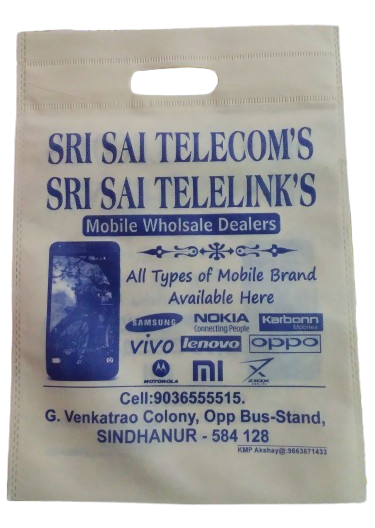 SRI SAI TELECOM'S
SRI SAI TELELINK'S
Mobile Wholsale Dealers
All Types of Mobile Brand
Available Here
SAMSUNG NOKIA Karbonn
Connecting People Mobiles
vivo lenovo oppo
MOTOROLA MI
Cell:9036555515.
G. Venkatrao Colony, Opp Bus-Stand,
SINDHANUR - 584 128
KMP Akshay@:9663871433